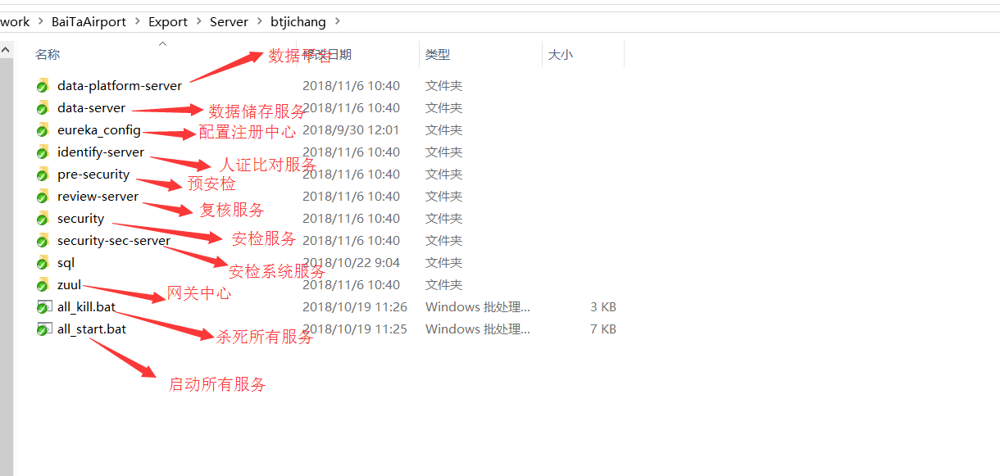 work > BaiTaAirport > Export > Server > btjichang >
名称 修改日期 类型 大小
数据平台
data-platform-server 2018/11/6 10:40 文件夹
data-server 数据储存服务 2018/11/6 10:40 文件夹
eureka_config 配置注册中心 2018/9/30 12:01 文件夹
identify-server 2018/11/6 10:40 文件夹
人证比对服务
pre-security 2018/11/6 10:40 文件夹
预安检
review-server 2018/11/6 10:40 文件夹
复核服务
security 2018/11/6 10:40 文件夹
安检服务
security-sec-server 2018/11/6 10:40 文件夹
sql 2018/10/22 9:04 文件夹
安检系统服务
zuul 2018/11/6 10:40 文件夹
网关中心
all_kill.bat 2018/10/19 11:26 Windows 批处理... 3 KB
all_start.bat 2018/10/19 11:25 Windows 批处理... 7 KB
杀死所有服务
启动所有服务